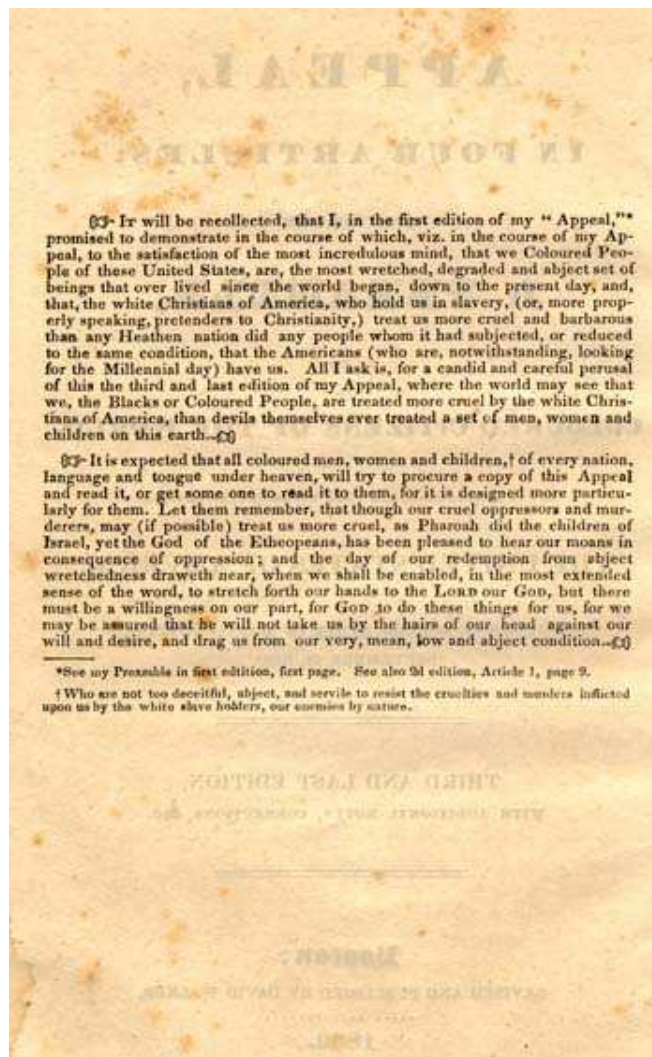 ☞ It will be recollected, that I, in the first edition of my “ Appeal,”*
promised to demonstrate in the course of which, viz. in the course of my Ap-
peal, to the satisfaction of the most incredulous mind, that we Coloured Peo-
ple of these United States, are, the most wretched, degraded and abject set of
beings that ever lived since the world began, down to the present day, and,
that, the white Christians of America, who hold us in slavery, (or, more prop-
erly speaking, pretenders to Christianity,) treat us more cruel and barbarous
than any Heathen nation did any people whom it had subjected, or reduced
to the same condition, that the Americans (who are, notwithstanding, looking
for the Millennial day) have us. All I ask is, for a candid and careful perusal
of this the third and last edition of my Appeal, where the world may see that
we, the Blacks or Coloured People, are treated more cruel by the white Chris-
tians of America, than devils themselves ever treated a set of men, women and
children on this earth.☜
☞ It is expected that all coloured men, women and children,† of every nation,
language and tongue under heaven, will try to procure a copy of this Appeal
and read it, or get some one to read it to them, for it is designed more particu-
larly for them. Let them remember, that though our cruel oppressors and mur-
derers, may (if possible) treat us more cruel, as Pharoah did the children of
Israel, yet the God of the Etheopeans, has been pleased to hear our moans in
consequence of oppression; and the day of our redemption from abject
wretchedness draweth near, when we shall be enabled, in the most extended
sense of the word, to stretch forth our hands to the LORD our GOD, but there
must be a willingness on our part, for GOD to do these things for us, for we
may be assured that he will not take us by the hairs of our head against our
will and desire, and drag us from our very, mean, low and abject condition.☜
*See my Preamble in first edtition, first page. See also 2d edition, Article 1, page 9.
† Who are not too deceitful, abject, and servile to resist the cruelties and murders inflicted
upon us by the white slave holders, our enemies by nature.
APPEAL,
IN FOUR ARTICLES;
THIRD AND LAST EDITION,
WITH ADDITIONAL NOTES, CORRECTIONS, &c.
Boston:
REVISED AND PUBLISHED BY DAVID WALKER.
1830.